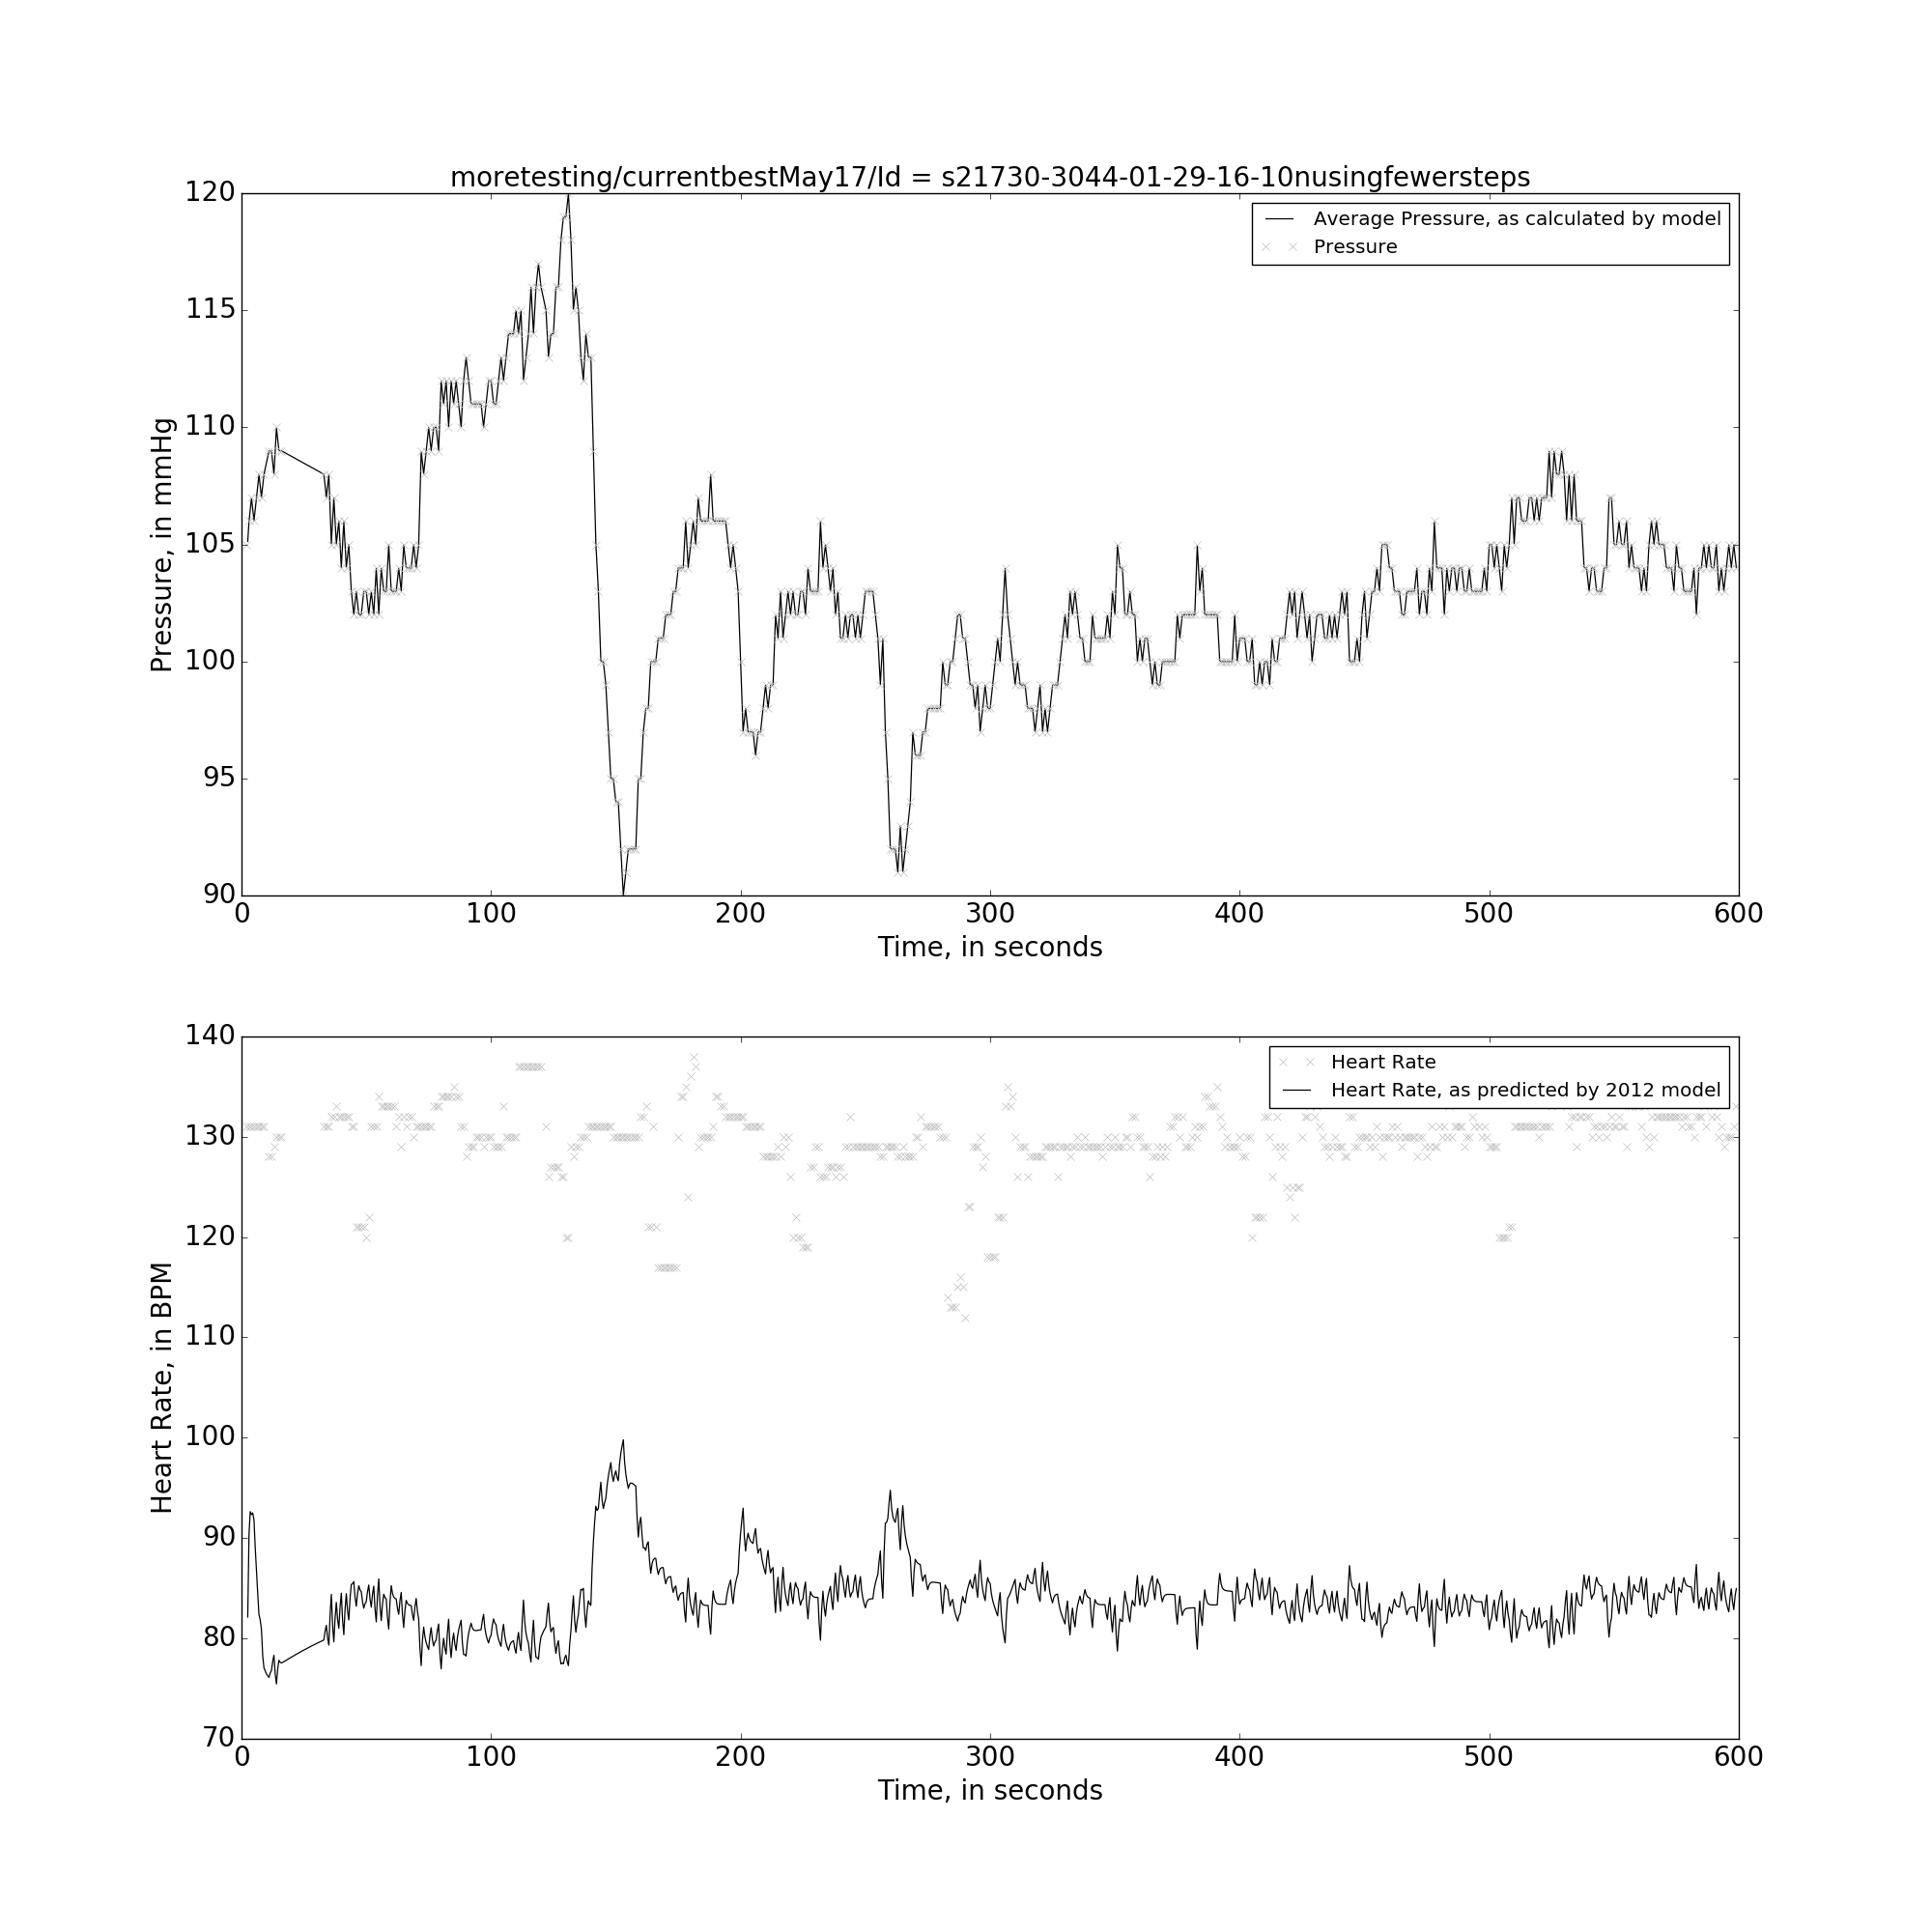 moretesting/currentbestMay17/Id = s21730-3044-01-29-16-10nusingfewersteps
120
115
110
105
100
95
90
Pressure, in mmHg
Average Pressure, as calculated by model
Pressure
0 100 200 300 400 500 600
Time, in seconds
140
130
120
110
100
90
80
70
Heart Rate, in BPM
Heart Rate
Heart Rate, as predicted by 2012 model
0 100 200 300 400 500 600
Time, in seconds